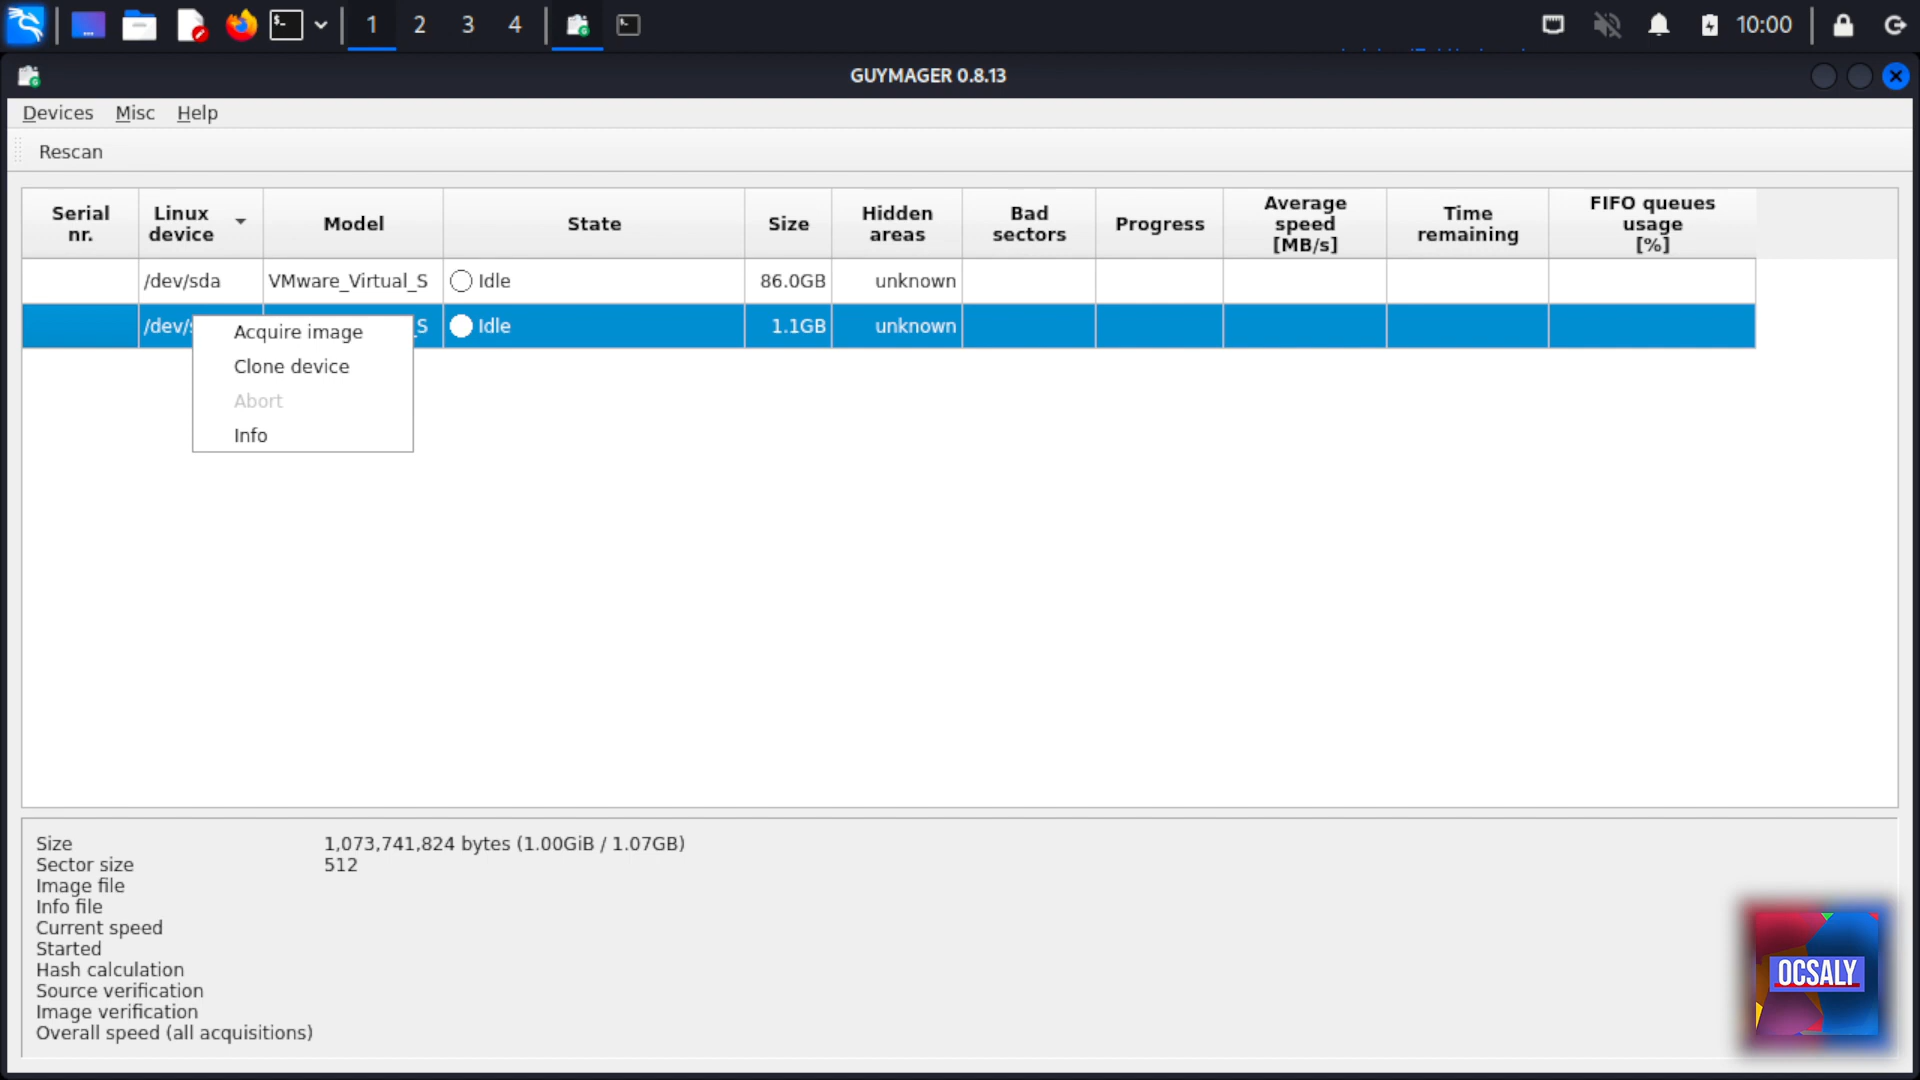 1 2 3 4 10:00
GUYMAGER 0.8.13
Devices Misc Help
Rescan
Serial nr. Linux device Model State Size Hidden areas Bad sectors Progress Average speed [MB/s] Time remaining FIFO queues usage [%]
/dev/sda VMware_Virtual_S Idle 86.0GB unknown
/dev/s _S Idle 1.1GB unknown
Acquire image
Clone device
Abort
Info
Size 1,073,741,824 bytes (1.00GiB / 1.07GB)
Sector size 512
Image file
Info file
Current speed
Started
Hash calculation
Source verification
Image verification
Overall speed (all acquisitions)
OCSALY